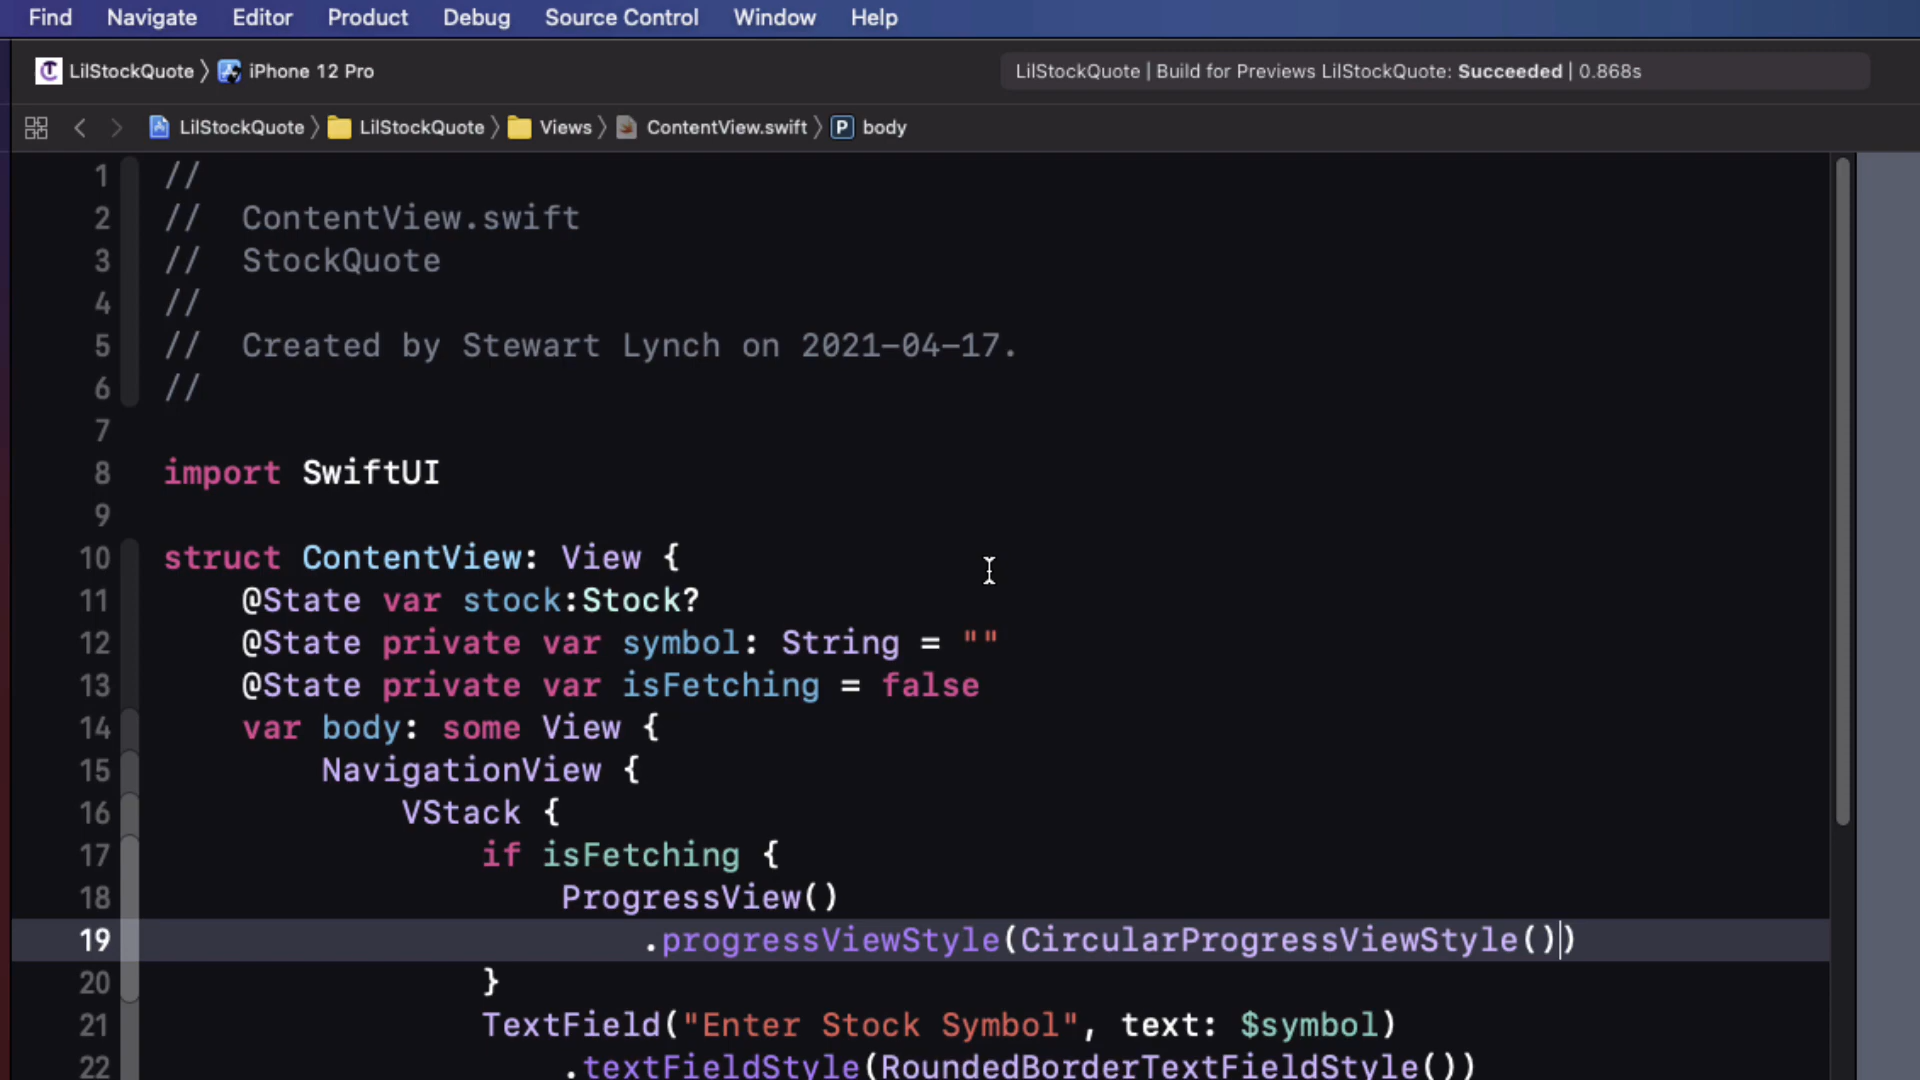 Find Navigate Editor Product Debug Source Control Window Help
LilStockQuote 〉 iPhone 12 Pro
LilStockQuote | Build for Previews LilStockQuote: Succeeded | 0.868s
LilStockQuote 〉 LilStockQuote 〉 Views 〉 ContentView.swift 〉 P body
1 //
2 //  ContentView.swift
3 //  StockQuote
4 //
5 //  Created by Stewart Lynch on 2021-04-17.
6 //
7
8 import SwiftUI
9
10 struct ContentView: View {
11     @State var stock:Stock?
12     @State private var symbol: String = ""
13     @State private var isFetching = false
14     var body: some View {
15         NavigationView {
16             VStack {
17                 if isFetching {
18                     ProgressView()
19                         .progressViewStyle(CircularProgressViewStyle())
20                 }
21                 TextField("Enter Stock Symbol", text: $symbol)
22                     .textFieldStyle(RoundedBorderTextFieldStyle())